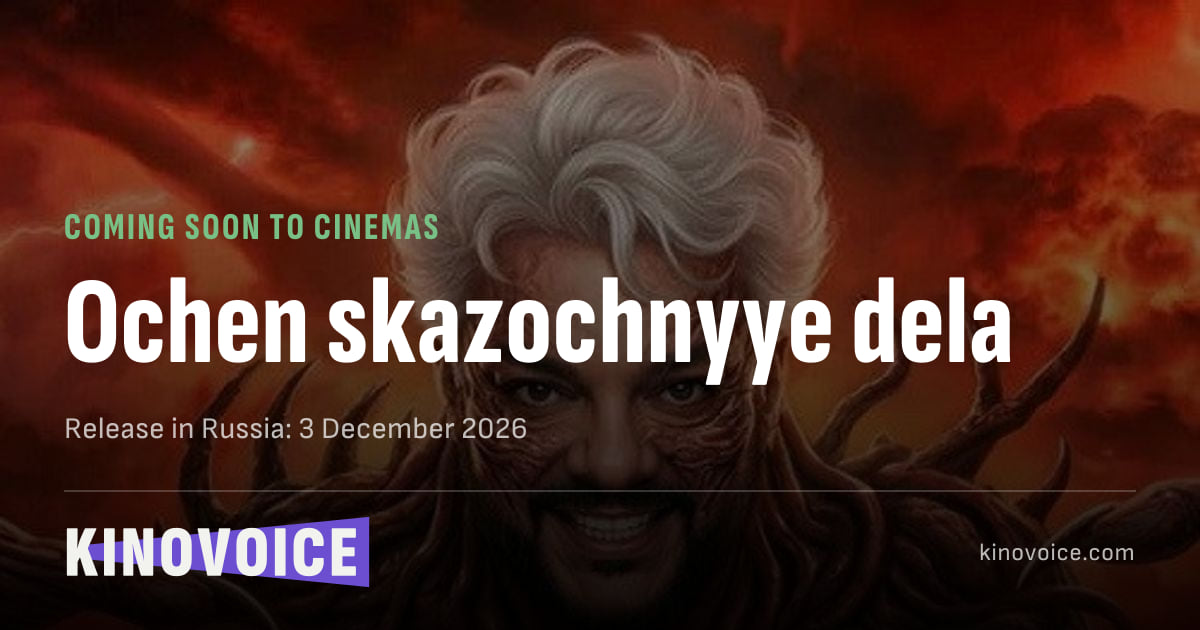 COMING SOON TO CINEMAS
Ochen skazochnyye dela
Release in Russia: 3 December 2026
KINOVOICE
kinovoice.com